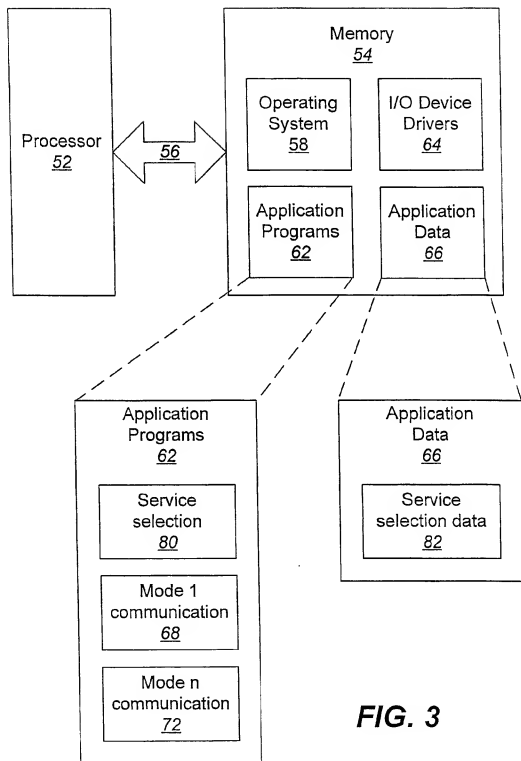 Memory
54
Processor
52
56
Operating
System
58
I/O Device
Drivers
64
Application
Programs
62
Application
Data
66
Application
Programs
62
Service
selection
80
Mode 1
communication
68
Mode n
communication
72
Application
Data
66
Service
selection data
82
FIG. 3